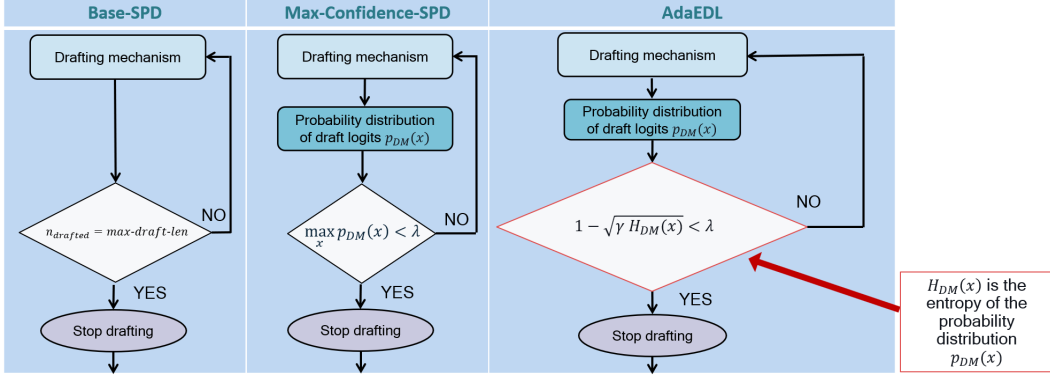 Base-SPD
Drafting mechanism
n_drafted = max-draft-len
NO
YES
Stop drafting
Max-Confidence-SPD
Drafting mechanism
Probability distribution
of draft logits p_DM(x)
max_x p_DM(x) < λ
NO
YES
Stop drafting
AdaEDL
Drafting mechanism
Probability distribution
of draft logits p_DM(x)
1 − √(γ H_DM(x)) < λ
NO
YES
Stop drafting
H_DM(x) is the
entropy of the
probability
distribution
p_DM(x)